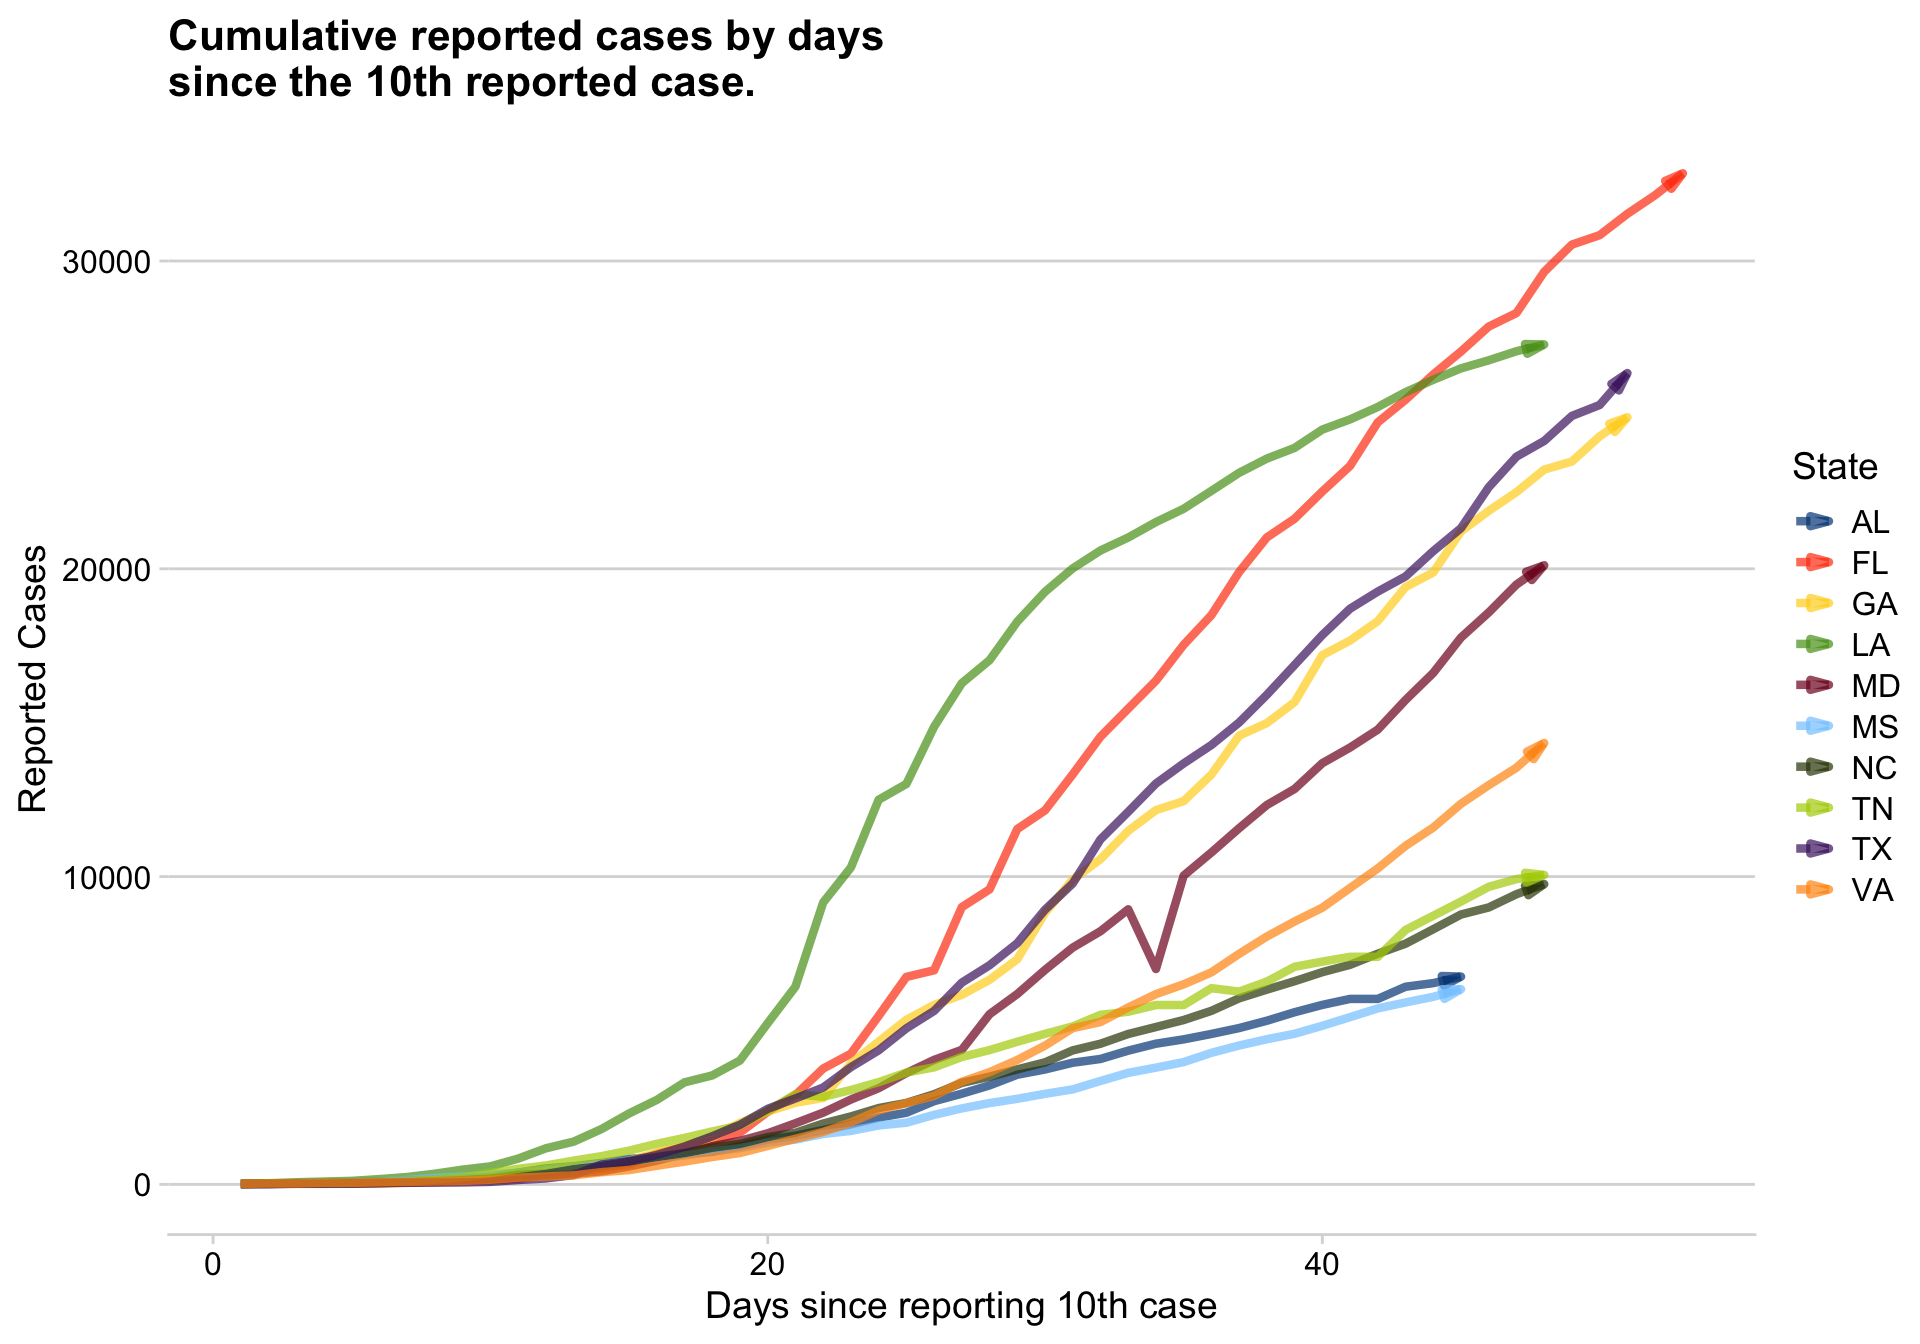 Cumulative reported cases by days
since the 10th reported case.
30000
20000
10000
0
Reported Cases
0 20 40
Days since reporting 10th case
State
AL
FL
GA
LA
MD
MS
NC
TN
TX
VA